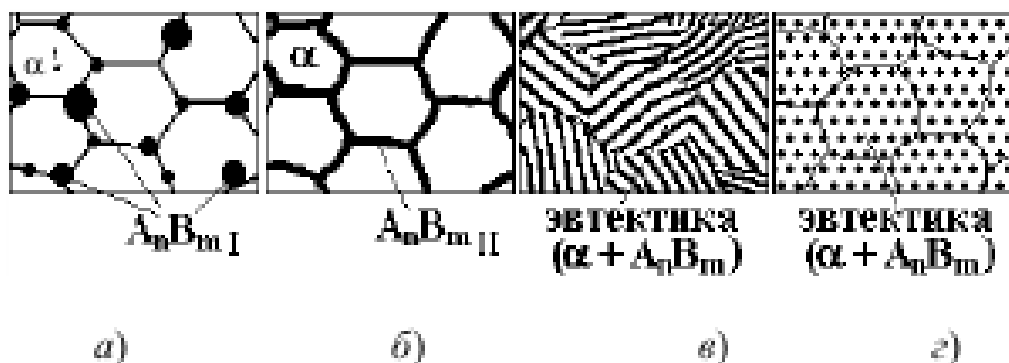 α
α
AₙBₘ I
AₙBₘ II
эвтектика
(α + AₙBₘ)
эвтектика
(α + AₙBₘ)
а) б) в) г)